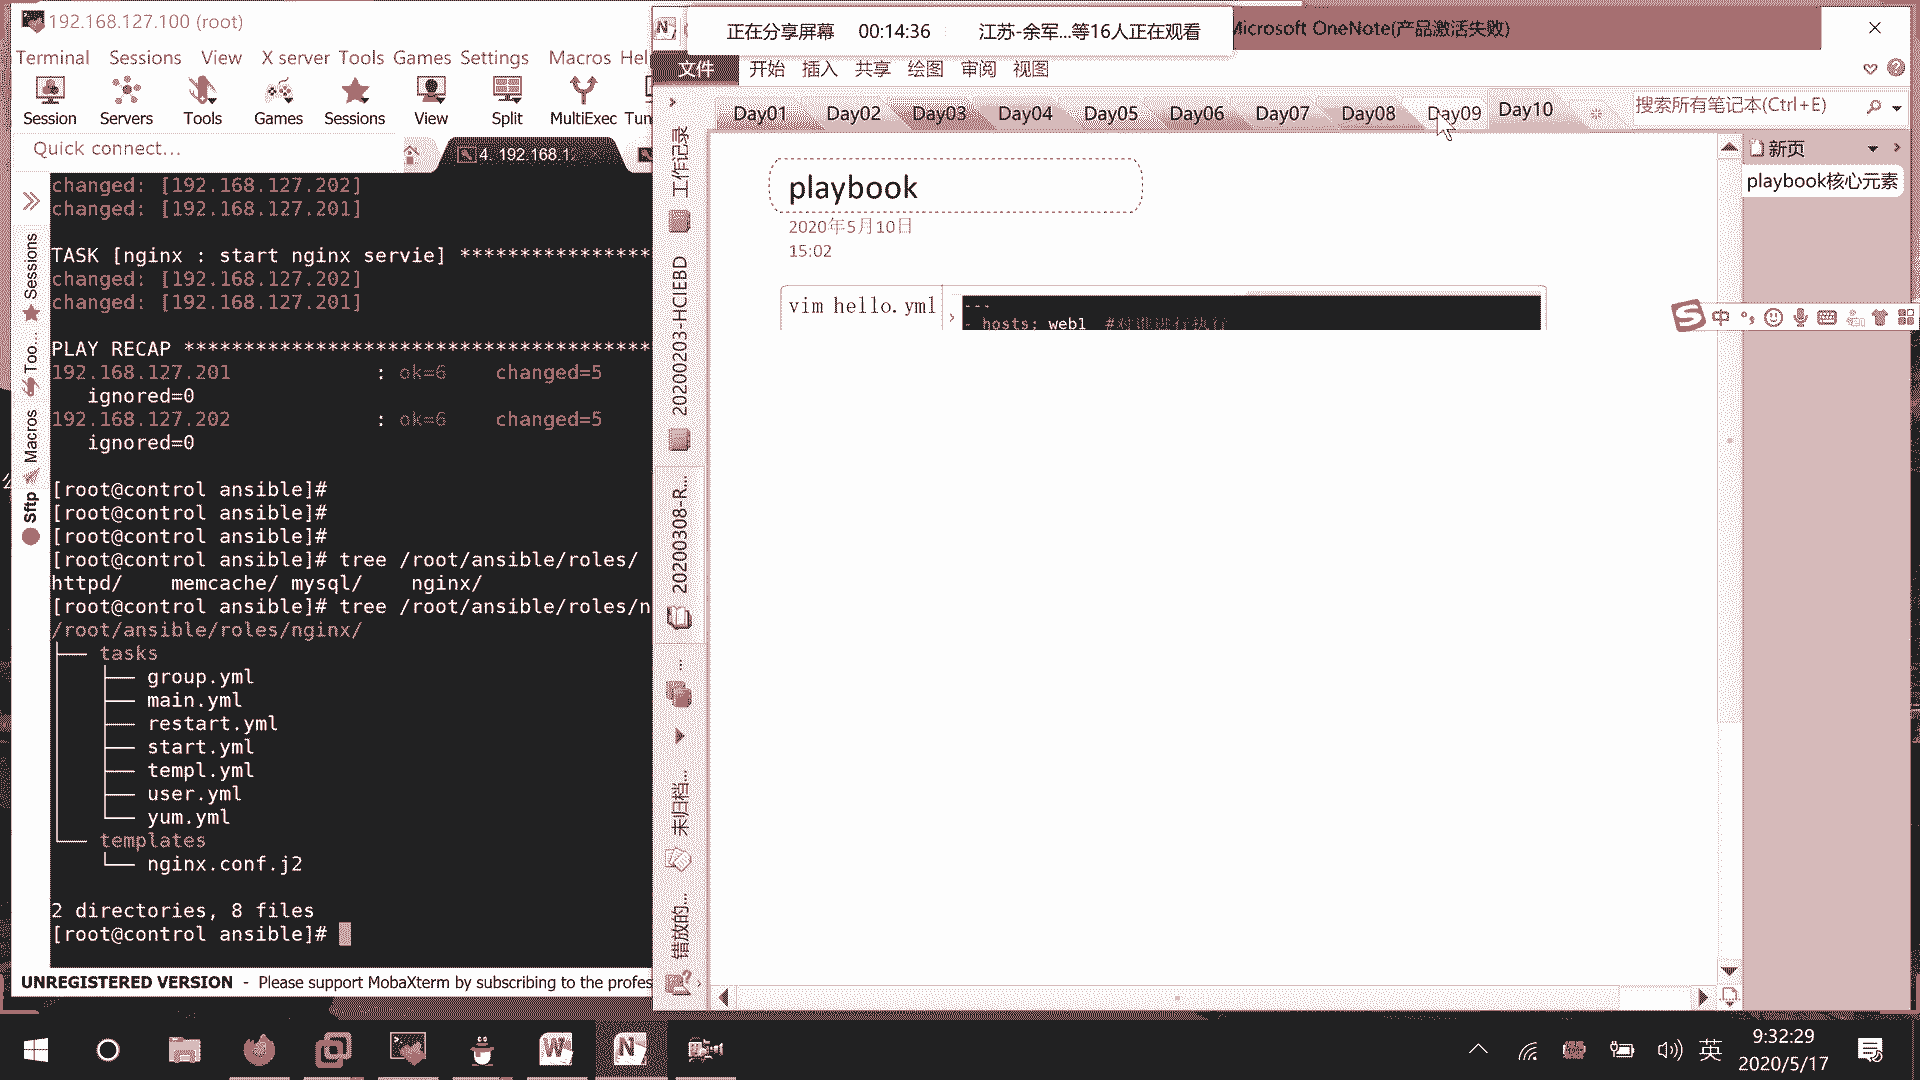 192.168.127.100 (root)
Terminal Sessions View X server Tools Games Settings Macros Hel
Session Servers Tools Games Sessions View Split MultiExec Tun
Quick connect...
4. 192.168.12
Sessions
Too...
Macros
Sftp
changed: [192.168.127.202]
changed: [192.168.127.201]
TASK [nginx : start nginx servie] ****************
changed: [192.168.127.202]
changed: [192.168.127.201]
PLAY RECAP ***************************************
192.168.127.201 : ok=6 changed=5
ignored=0
192.168.127.202 : ok=6 changed=5
ignored=0
[root@control ansible]#
[root@control ansible]#
[root@control ansible]#
[root@control ansible]# tree /root/ansible/roles/
httpd/ memcache/ mysql/ nginx/
[root@control ansible]# tree /root/ansible/roles/n
/root/ansible/roles/nginx/
├── tasks
│   ├── group.yml
│   ├── main.yml
│   ├── restart.yml
│   ├── start.yml
│   ├── templ.yml
│   ├── user.yml
│   └── yum.yml
└── templates
    └── nginx.conf.j2
2 directories, 8 files
[root@control ansible]#
UNREGISTERED VERSION - Please support MobaXterm by subscribing to the profes
正在分享屏幕 00:14:36 江苏-余军...等16人正在观看
Microsoft OneNote(产品激活失败)
文件 开始 插入 共享 绘图 审阅 视图
Day01 Day02 Day03 Day04 Day05 Day06 Day07 Day08 Day09 Day10
搜索所有笔记本(Ctrl+E)
工作记录
20200203-HCIEBD
20200308-R...
...
未归档...
错放的...
playbook
2020年5月10日
15:02
vim hello.yml
---
- hosts: web1 #对谁进行执行
新页
playbook核心元素
中
英
9:32:29
2020/5/17